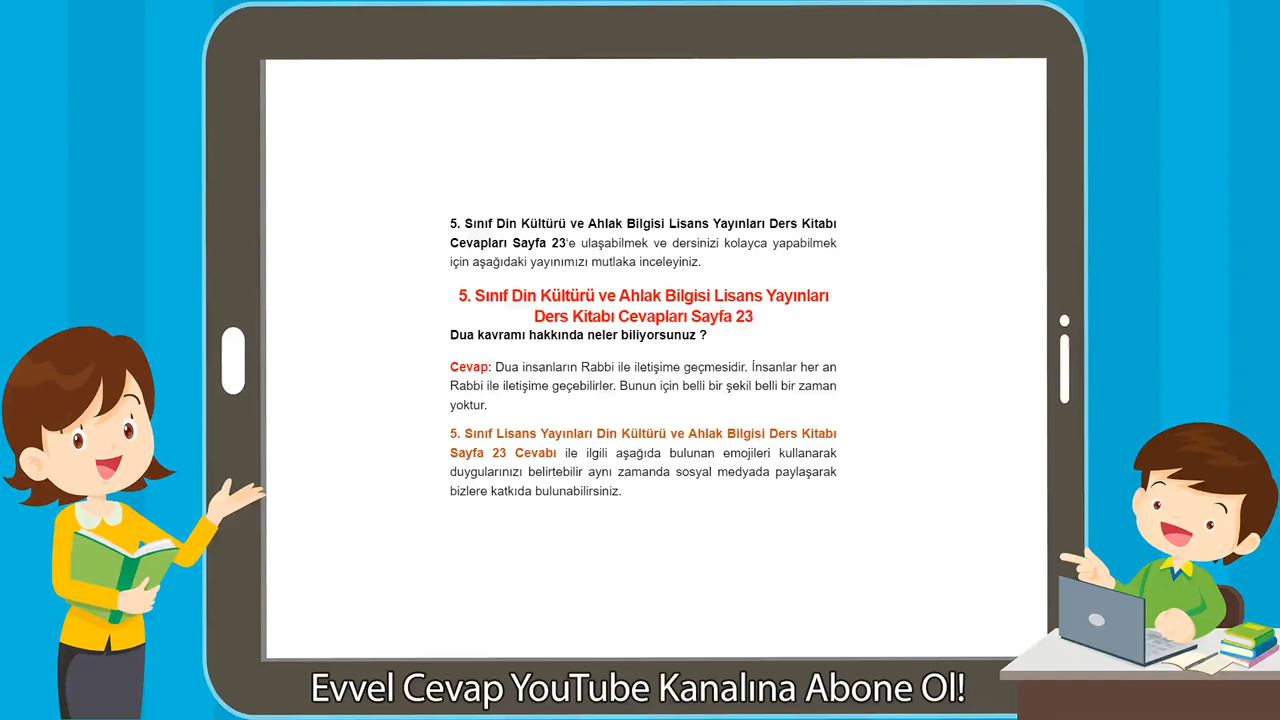 5. Sınıf Din Kültürü ve Ahlak Bilgisi Lisans Yayınları Ders Kitabı
Cevapları Sayfa 23'e ulaşabilmek ve dersinizi kolayca yapabilmek
için aşağıdaki yayınımızı mutlaka inceleyiniz.
5. Sınıf Din Kültürü ve Ahlak Bilgisi Lisans Yayınları
Ders Kitabı Cevapları Sayfa 23
Dua kavramı hakkında neler biliyorsunuz ?
Cevap: Dua insanların Rabbi ile iletişime geçmesidir. İnsanlar her an
Rabbi ile iletişime geçebilirler. Bunun için belli bir şekil belli bir zaman
yoktur.
5. Sınıf Lisans Yayınları Din Kültürü ve Ahlak Bilgisi Ders Kitabı
Sayfa 23 Cevabı ile ilgili aşağıda bulunan emojileri kullanarak
duygularınızı belirtebilir aynı zamanda sosyal medyada paylaşarak
bizlere katkıda bulunabilirsiniz.
Evvel Cevap YouTube Kanalına Abone Ol!